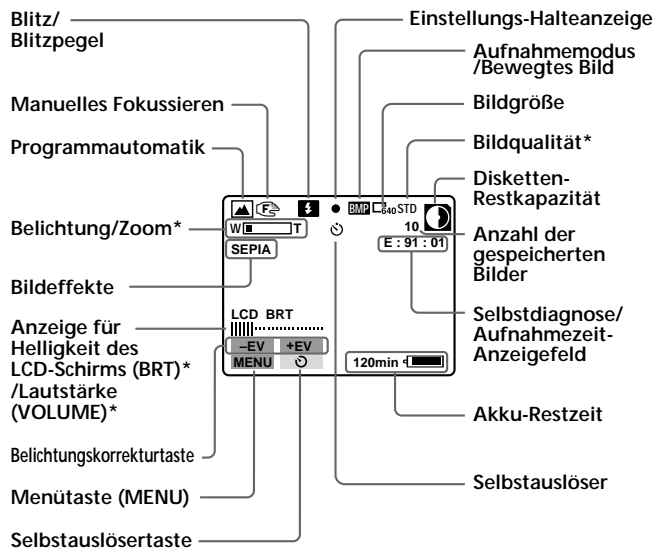 Blitz/
Blitzpegel
Manuelles Fokussieren
Programmautomatik
Belichtung/Zoom*
Bildeffekte
Anzeige für
Helligkeit des
LCD-Schirms (BRT)*
/Lautstärke
(VOLUME)*
Belichtungskorrekturtaste
Menütaste (MENU)
Selbstauslösertaste
Einstellungs-Halteanzeige
Aufnahmemodus
/Bewegtes Bild
Bildgröße
Bildqualität*
Disketten-
Restkapazität
Anzahl der
gespeicherten
Bilder
Selbstdiagnose/
Aufnahmezeit-
Anzeigefeld
Akku-Restzeit
Selbstauslöser
F BMP 640 STD
W T 10
SEPIA E : 91 : 01
LCD BRT
–EV +EV
MENU 120min